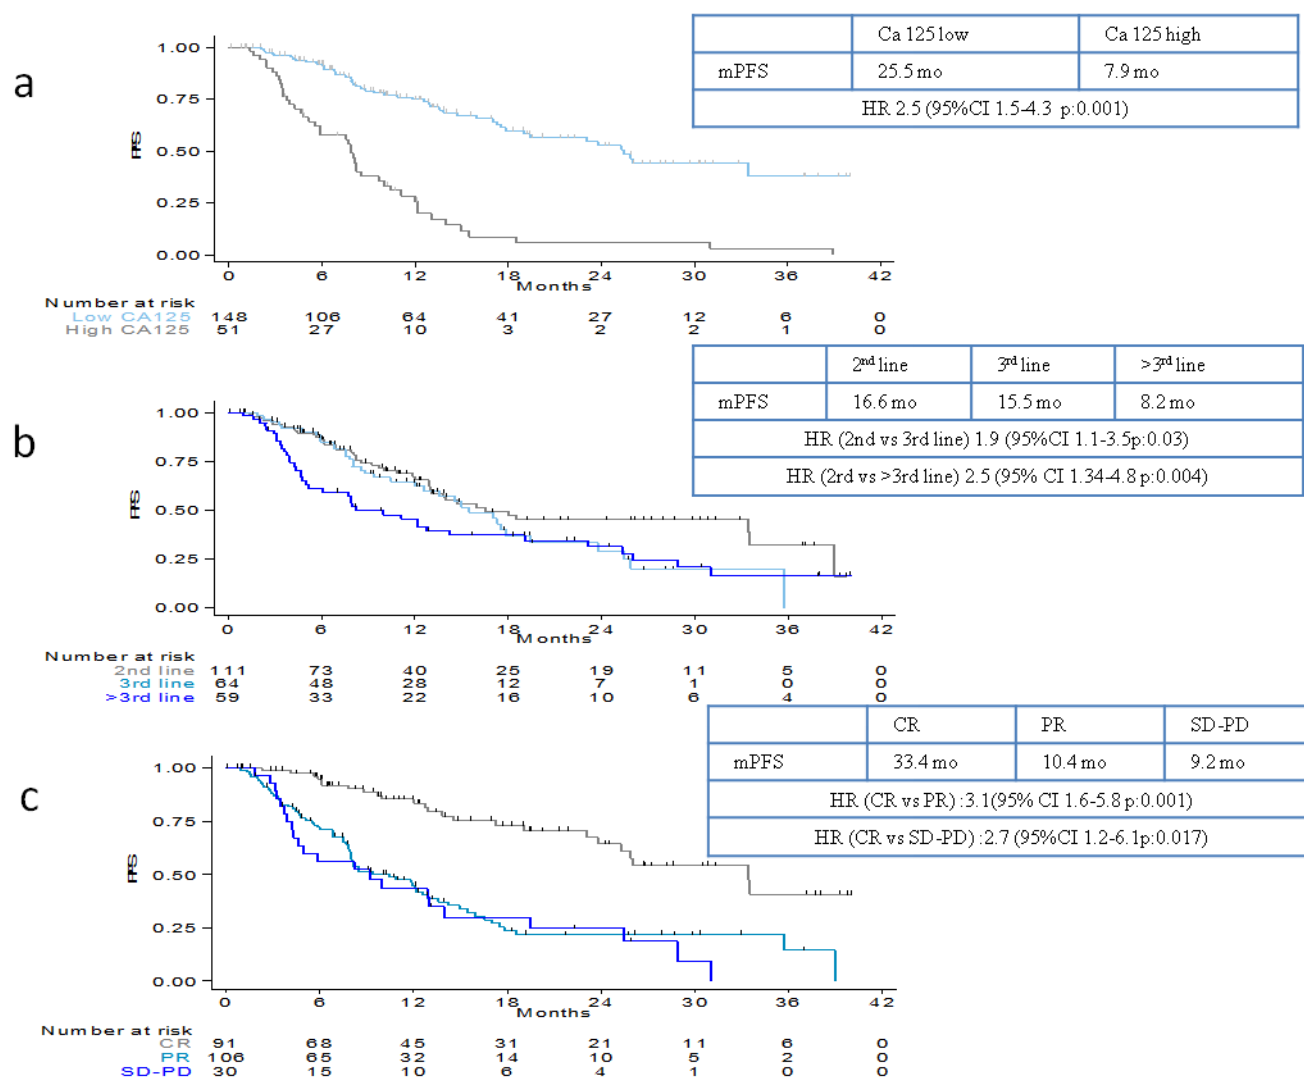 a
Ca 125 low Ca 125 high
mPFS 25.5 mo 7.9 mo
HR 2.5 (95%CI 1.5-4.3 p:0.001)
1.00
0.75
0.50
0.25
0.00
PFS
0 6 12 18 24 30 36 42
Months
Number at risk
Low CA125 148 106 64 41 27 12 6 0
High CA125 51 27 10 3 2 2 1 0
b
2nd line 3rd line >3rd line
mPFS 16.6 mo 15.5 mo 8.2 mo
HR (2nd vs 3rd line) 1.9 (95%CI 1.1-3.5p:0.03)
HR (2rd vs >3rd line) 2.5 (95% CI 1.34-4.8 p:0.004)
1.00
0.75
0.50
0.25
0.00
PFS
0 6 12 18 24 30 36 42
Months
Number at risk
2nd line 111 73 40 25 19 11 5 0
3rd line 64 48 28 12 7 1 0 0
>3rd line 59 33 22 16 10 6 4 0
c
CR PR SD-PD
mPFS 33.4 mo 10.4 mo 9.2 mo
HR (CR vs PR) :3.1(95% CI 1.6-5.8 p:0.001)
HR (CR vs SD-PD) :2.7 (95%CI 1.2-6.1p:0.017)
1.00
0.75
0.50
0.25
0.00
PFS
0 6 12 18 24 30 36 42
Months
Number at risk
CR 91 68 45 31 21 11 6 0
PR 106 65 32 14 10 5 2 0
SD-PD 30 15 10 6 4 1 0 0